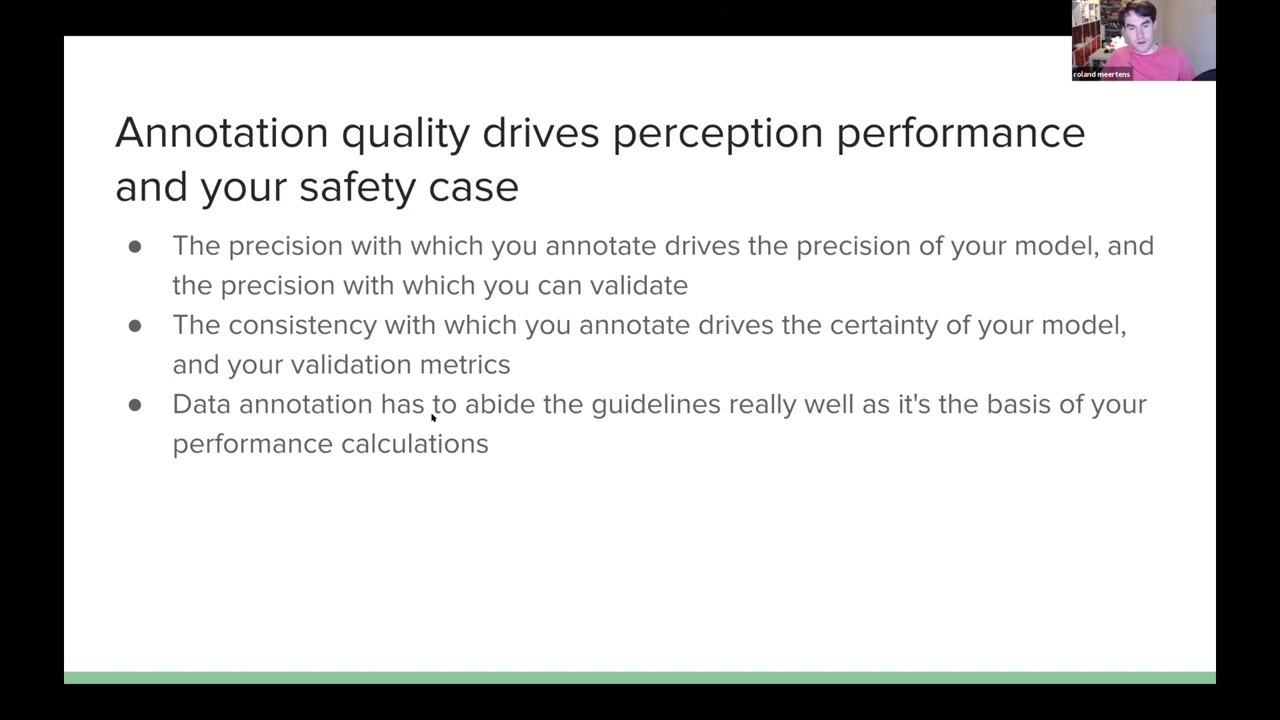 roland meertens
Annotation quality drives perception performance
and your safety case
● The precision with which you annotate drives the precision of your model, and
the precision with which you can validate
● The consistency with which you annotate drives the certainty of your model,
and your validation metrics
● Data annotation has to abide the guidelines really well as it's the basis of your
performance calculations